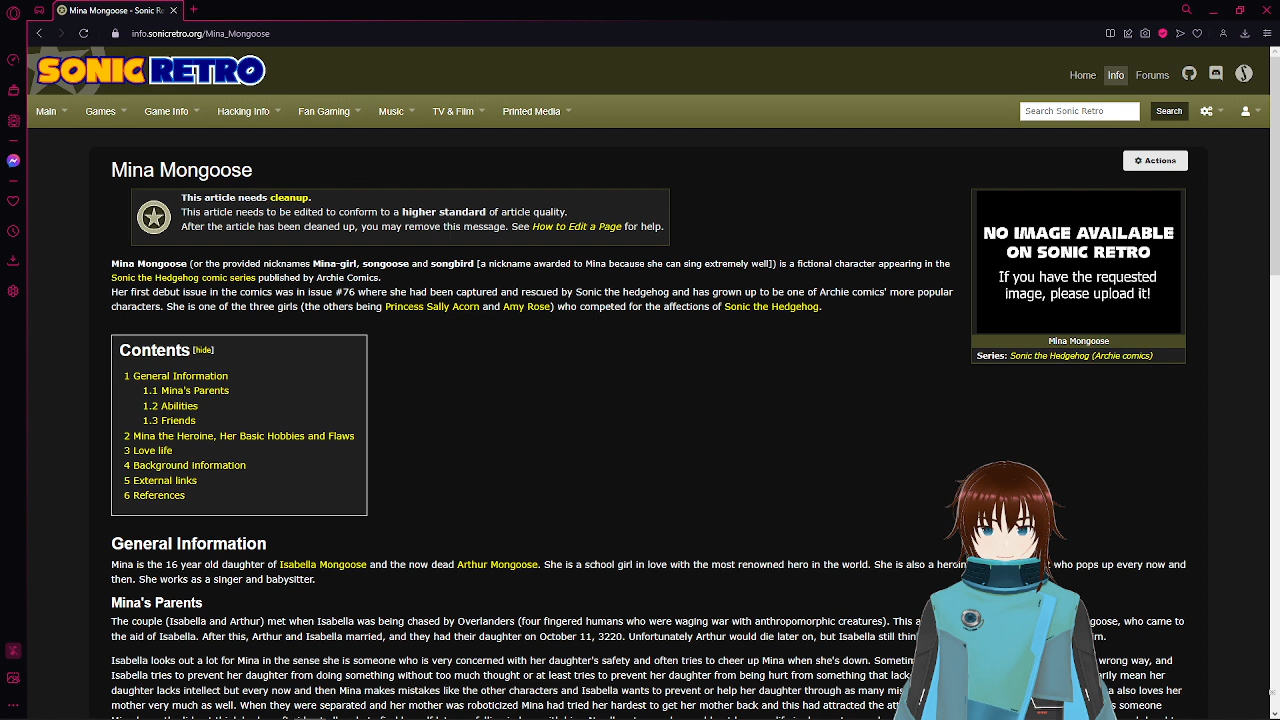 Mina Mongoose - Sonic Re
info.sonicretro.org/Mina_Mongoose
SONIC RETRO
Home Info Forums
Main Games Game Info Hacking Info Fan Gaming Music TV & Film Printed Media
Search Sonic Retro Search
Mina Mongoose
Actions
This article needs cleanup.
This article needs to be edited to conform to a higher standard of article quality.
After the article has been cleaned up, you may remove this message. See How to Edit a Page for help.
NO IMAGE AVAILABLE
ON SONIC RETRO
If you have the requested
image, please upload it!
Mina Mongoose
Series: Sonic the Hedgehog (Archie comics)
Mina Mongoose (or the provided nicknames Mina-girl, songoose and Songbird [a nickname awarded to Mina because she can sing extremely well]) is a fictional character appearing in the
Sonic the Hedgehog comic series published by Archie Comics.
Her first debut issue in the comics was in issue #76 where she had been captured and rescued by Sonic the hedgehog and has grown up to be one of Archie comics' more popular
characters. She is one of the three girls (the others being Princess Sally Acorn and Amy Rose) who competed for the affections of Sonic the Hedgehog.
Contents [hide]
1 General Information
1.1 Mina's Parents
1.2 Abilities
1.3 Friends
2 Mina the Heroine, Her Basic Hobbies and Flaws
3 Love life
4 Background Information
5 External links
6 References
General Information
Mina is the 16 year old daughter of Isabella Mongoose and the now dead Arthur Mongoose. She is a school girl in love with the most renowned hero in the world. She is also a who pops up every now and
then. She works as a singer and babysitter.
Mina's Parents
The couple (Isabella and Arthur) met when Isabella was being chased by Overlanders (four fingered humans who were waging war with anthropomorphic creatures). This who came to
the aid of Isabella. After this, Arthur and Isabella married, and they had their daughter on October 11, 3220. Unfortunately Arthur would die later on, but Isabella still
Isabella looks out a lot for Mina in the sense she is someone who is very concerned with her daughter's safety and often tries to cheer up Mina when she's down. wrong way, and
Isabella tries to prevent her daughter from doing something without too much thought or at least tries to prevent her daughter from being hurt from something that mean her
daughter lacks intellect but every now and then Mina makes mistakes like the other characters and Isabella wants to prevent or help her daughter through as many also loves her
mother very much as well. When they were separated and her mother was roboticized Mina had tried her hardest to get her mother back and this had attracted the